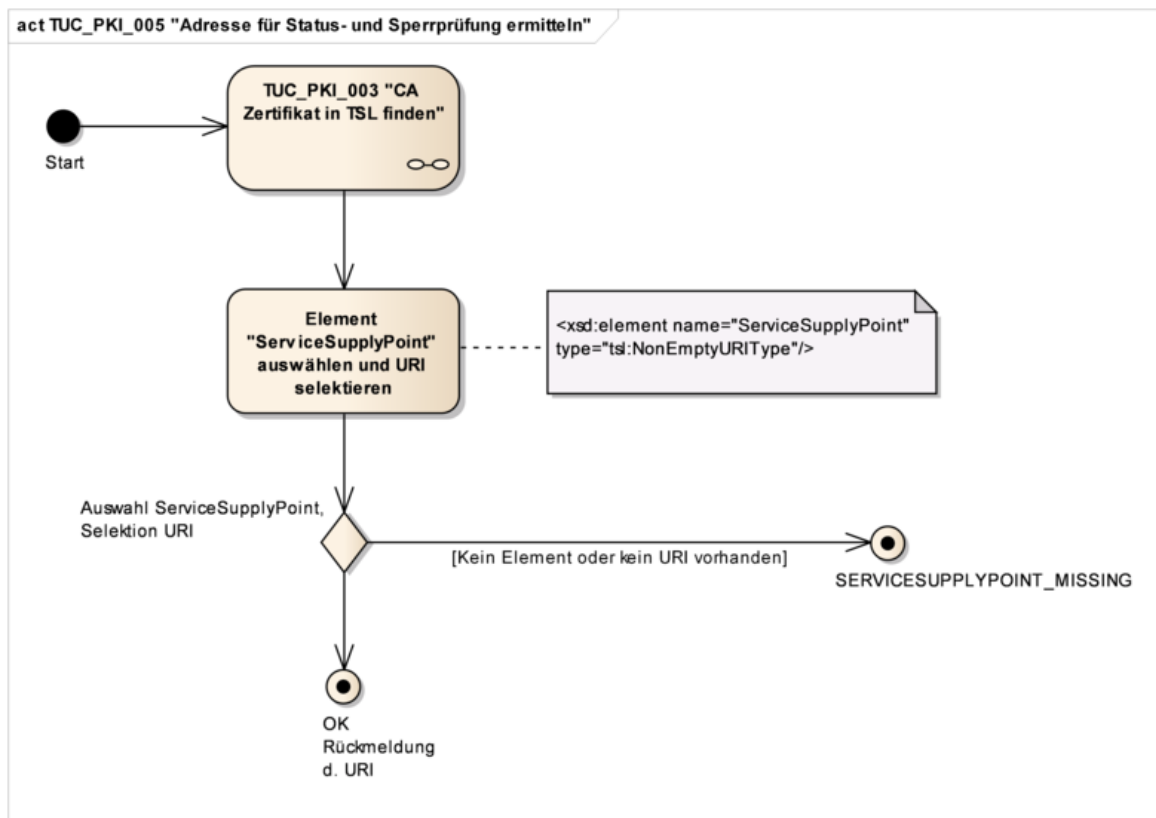 act TUC_PKI_005 "Adresse für Status- und Sperrprüfung ermitteln"
TUC_PKI_003 "CA
Zertifikat in TSL finden"
Start
Element
"ServiceSupplyPoint"
auswählen und URI
selektieren
<xsd:element name="ServiceSupplyPoint"
type="tsl:NonEmptyURIType"/>
Auswahl ServiceSupplyPoint,
Selektion URI
[Kein Element oder kein URI vorhanden]
SERVICESUPPLYPOINT_MISSING
OK
Rückmeldung
d. URI